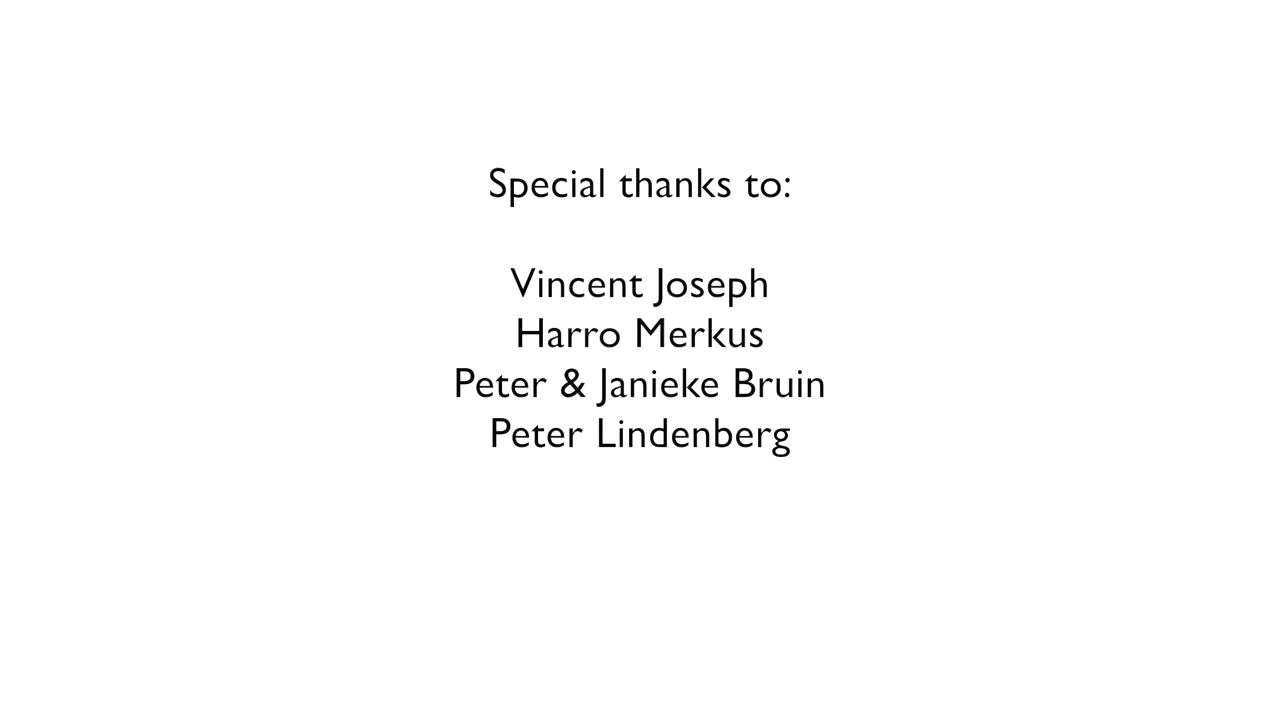 Special thanks to:
Vincent Joseph
Harro Merkus
Peter & Janieke Bruin
Peter Lindenberg